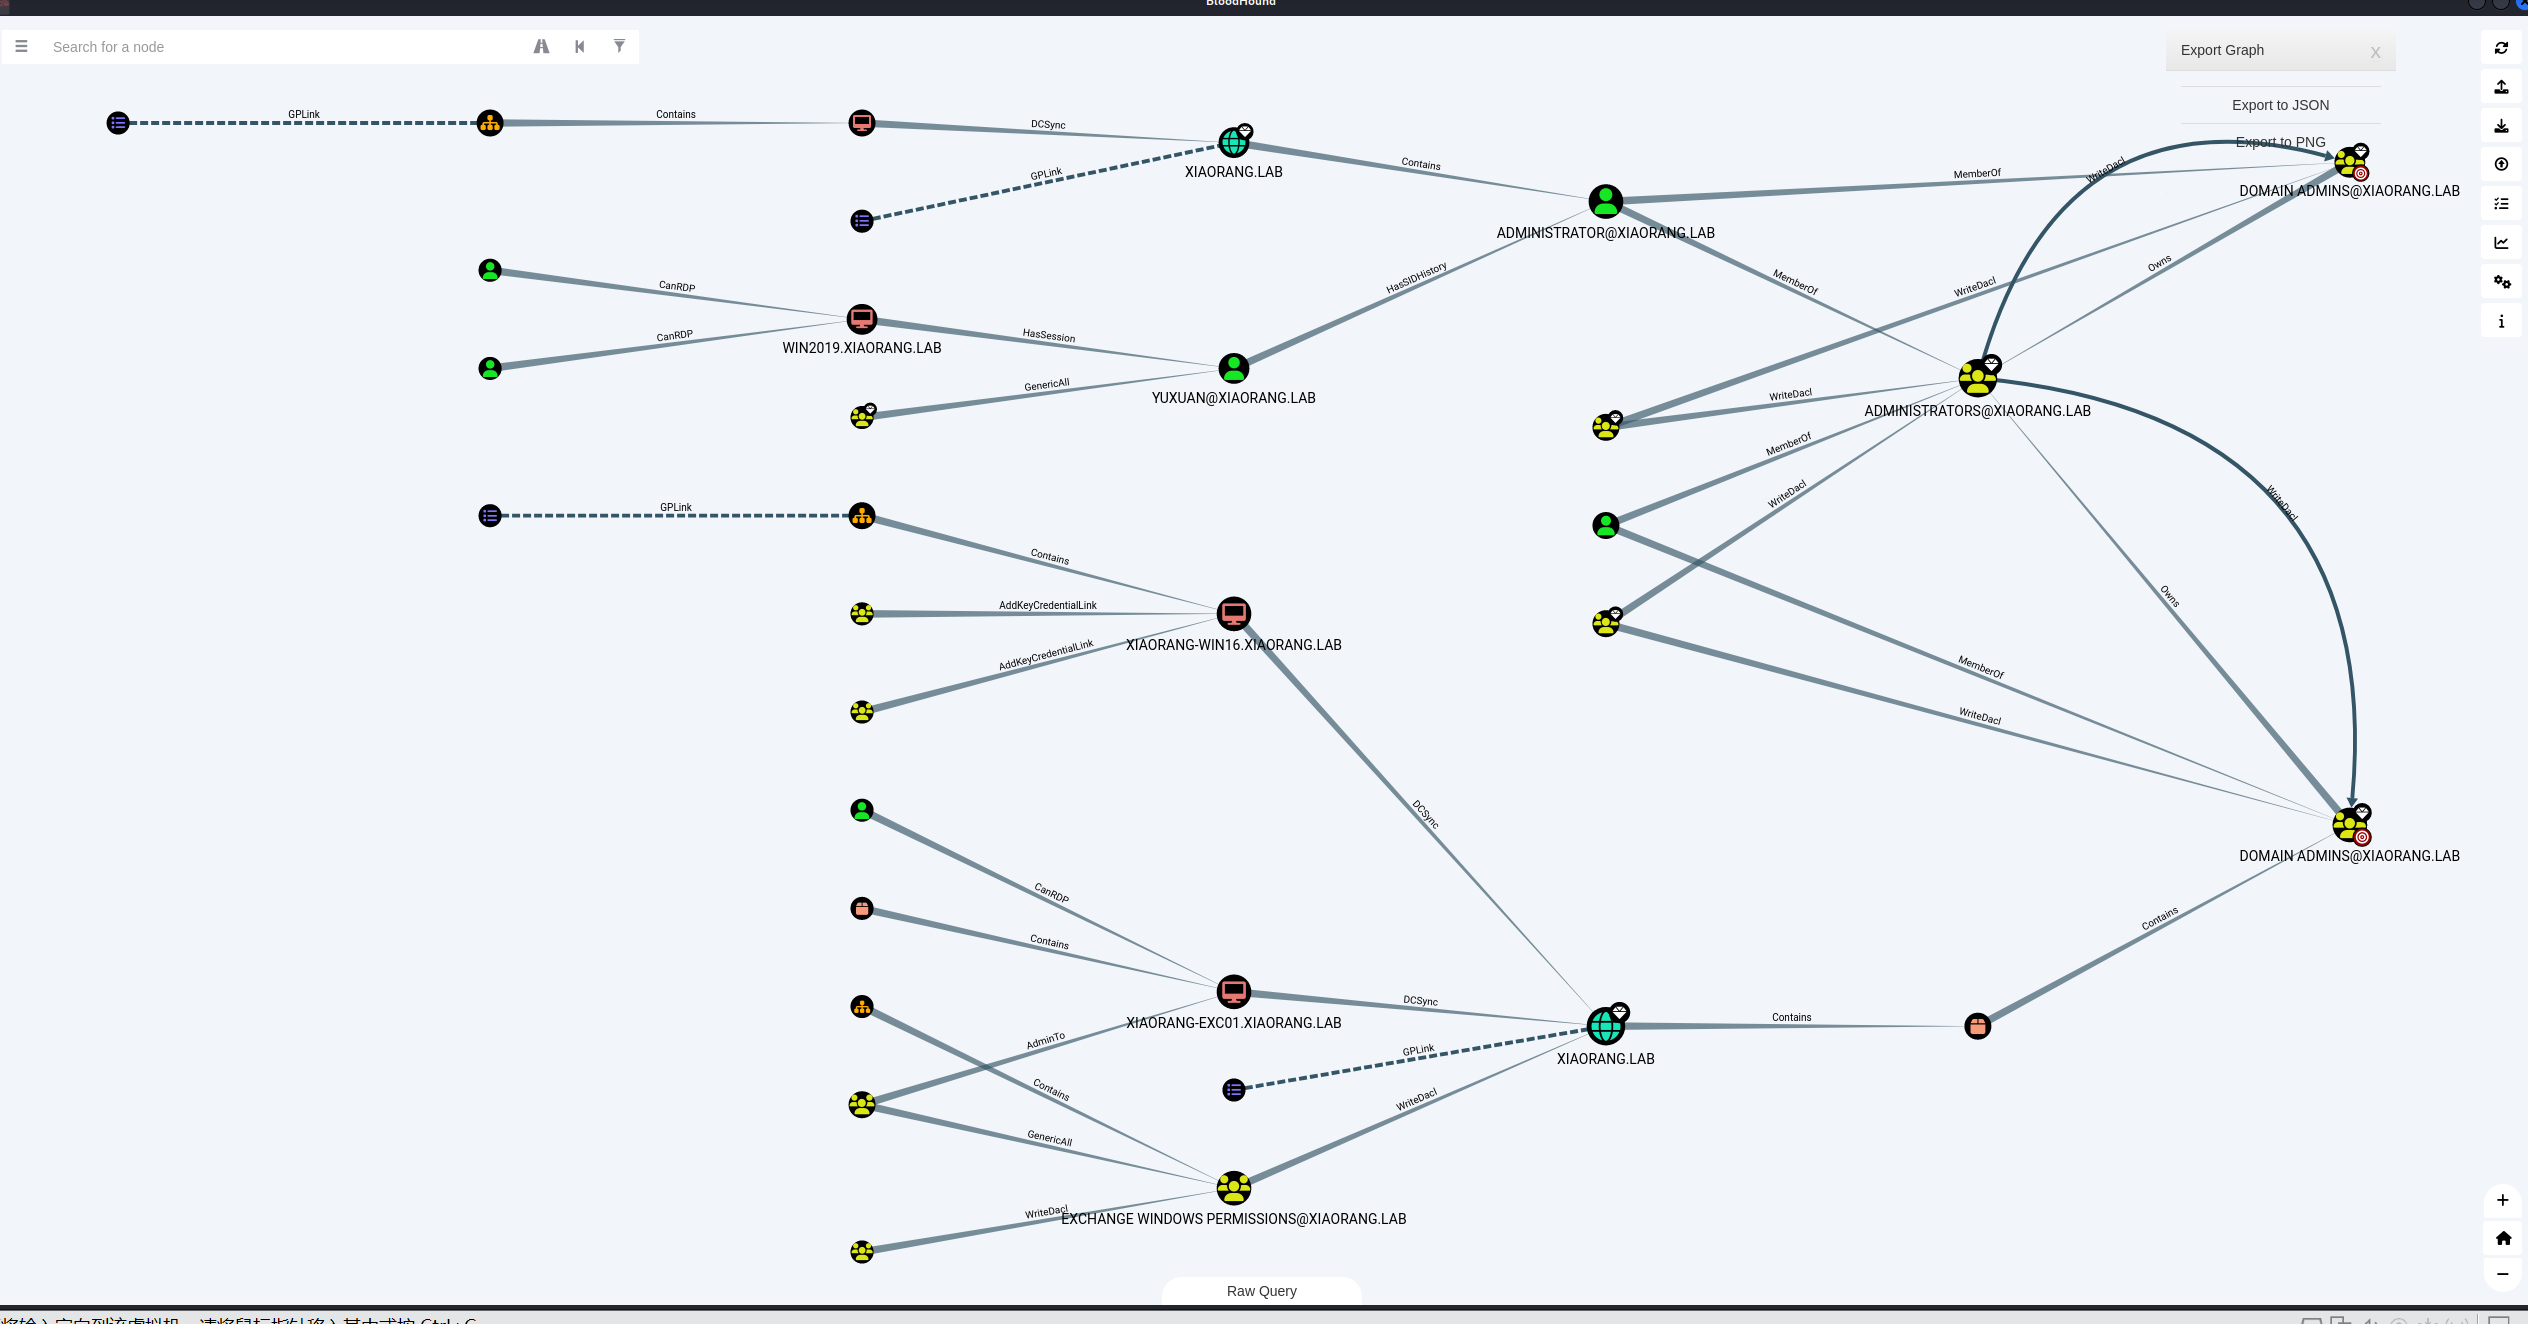 BloodHound
Search for a node
Export Graph
x
Export to JSON
Export to PNG
GPLink
Contains
DCSync
XIAORANG.LAB
GPLink
Contains
MemberOf
WriteDacl
DOMAIN ADMINS@XIAORANG.LAB
ADMINISTRATOR@XIAORANG.LAB
CanRDP
CanRDP
WIN2019.XIAORANG.LAB
HasSession
HasSIDHistory
MemberOf
WriteDacl
Owns
GenericAll
YUXUAN@XIAORANG.LAB
WriteDacl
ADMINISTRATORS@XIAORANG.LAB
MemberOf
WriteDacl
WriteDacl
GPLink
Contains
AddKeyCredentialLink
XIAORANG-WIN16.XIAORANG.LAB
AddKeyCredentialLink
Owns
MemberOf
WriteDacl
DCSync
DOMAIN ADMINS@XIAORANG.LAB
CanRDP
Contains
Contains
XIAORANG-EXC01.XIAORANG.LAB
DCSync
AdminTo
GPLink
Contains
XIAORANG.LAB
Contains
WriteDacl
GenericAll
WriteDacl
EXCHANGE WINDOWS PERMISSIONS@XIAORANG.LAB
Raw Query